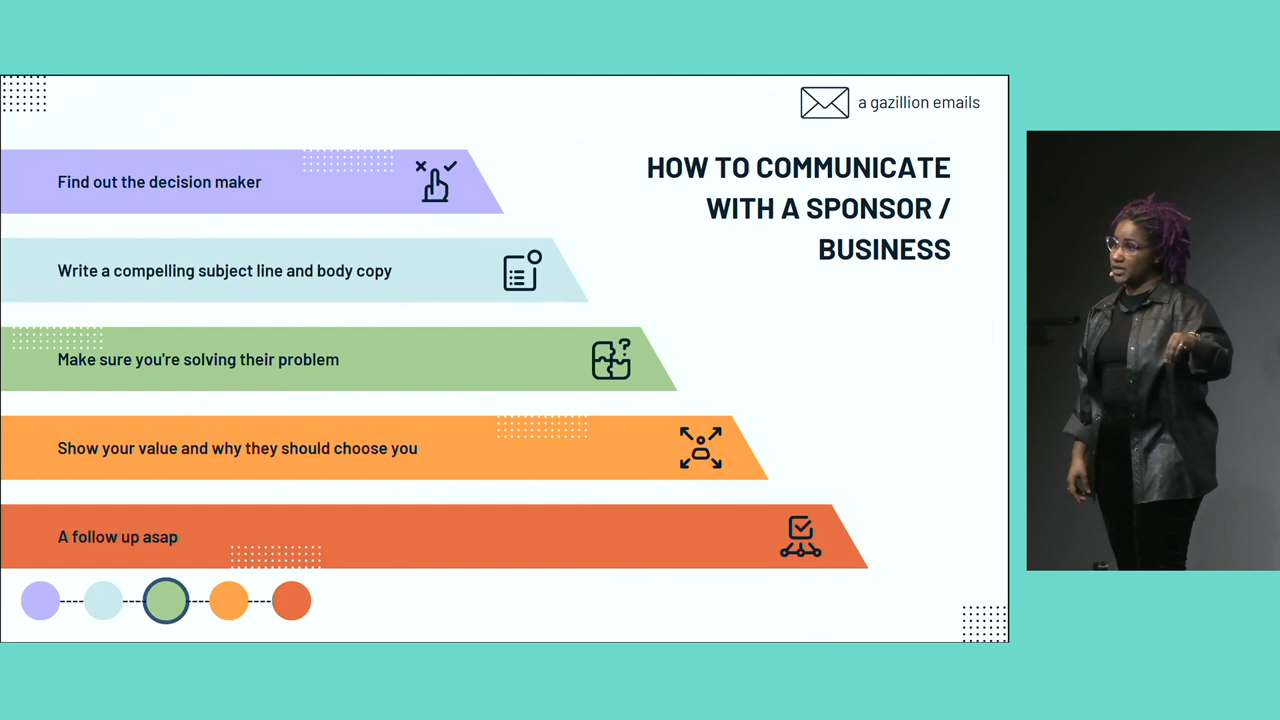 a gazillion emails
HOW TO COMMUNICATE
WITH A SPONSOR /
BUSINESS
Find out the decision maker
Write a compelling subject line and body copy
Make sure you're solving their problem
Show your value and why they should choose you
A follow up asap